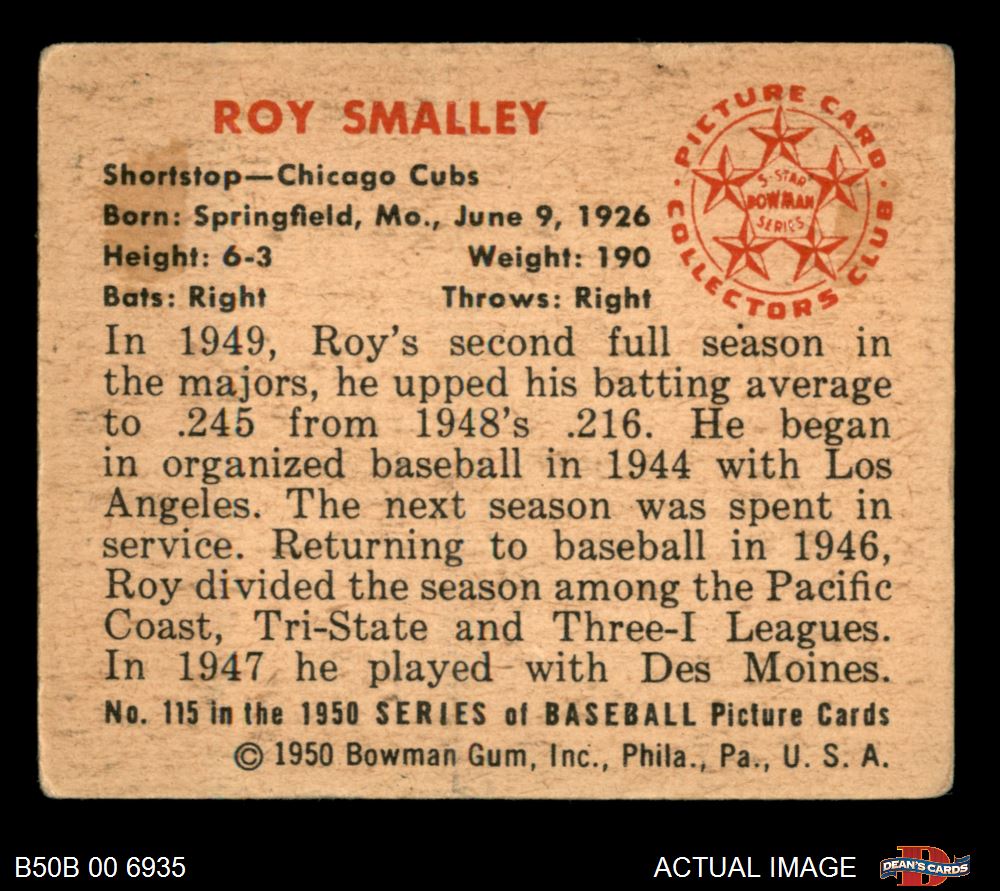 ROY SMALLEY
Shortstop—Chicago Cubs
Born: Springfield, Mo., June 9, 1926
Height: 6-3 Weight: 190
Bats: Right Throws: Right
PICTURE CARD
COLLECTORS CLUB
5-STAR
BOWMAN
SERIES
In 1949, Roy's second full season in
the majors, he upped his batting average
to .245 from 1948's .216. He began
in organized baseball in 1944 with Los
Angeles. The next season was spent in
service. Returning to baseball in 1946,
Roy divided the season among the Pacific
Coast, Tri-State and Three-I Leagues.
In 1947 he played with Des Moines.
No. 115 in the 1950 SERIES of BASEBALL Picture Cards
© 1950 Bowman Gum, Inc., Phila., Pa., U. S. A.
B50B 00 6935 ACTUAL IMAGE
DEAN'S CARDS